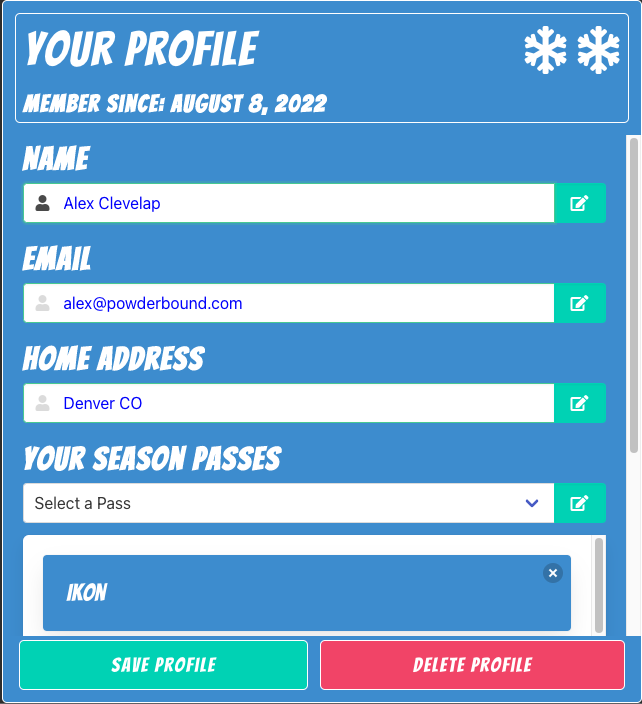 YOUR PROFILE
MEMBER SINCE: AUGUST 8, 2022
NAME
Alex Clevelap
EMAIL
alex@powderbound.com
HOME ADDRESS
Denver CO
YOUR SEASON PASSES
Select a Pass
IKON
SAVE PROFILE DELETE PROFILE